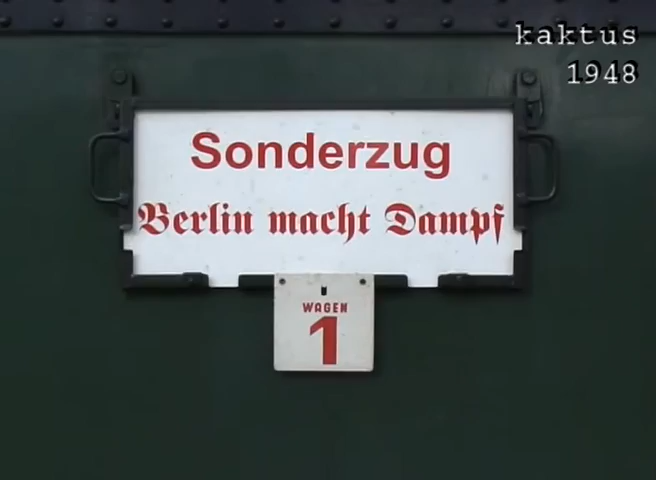 kaktus
1948
Sonderzug
Berlin macht Dampf
WAGEN
1